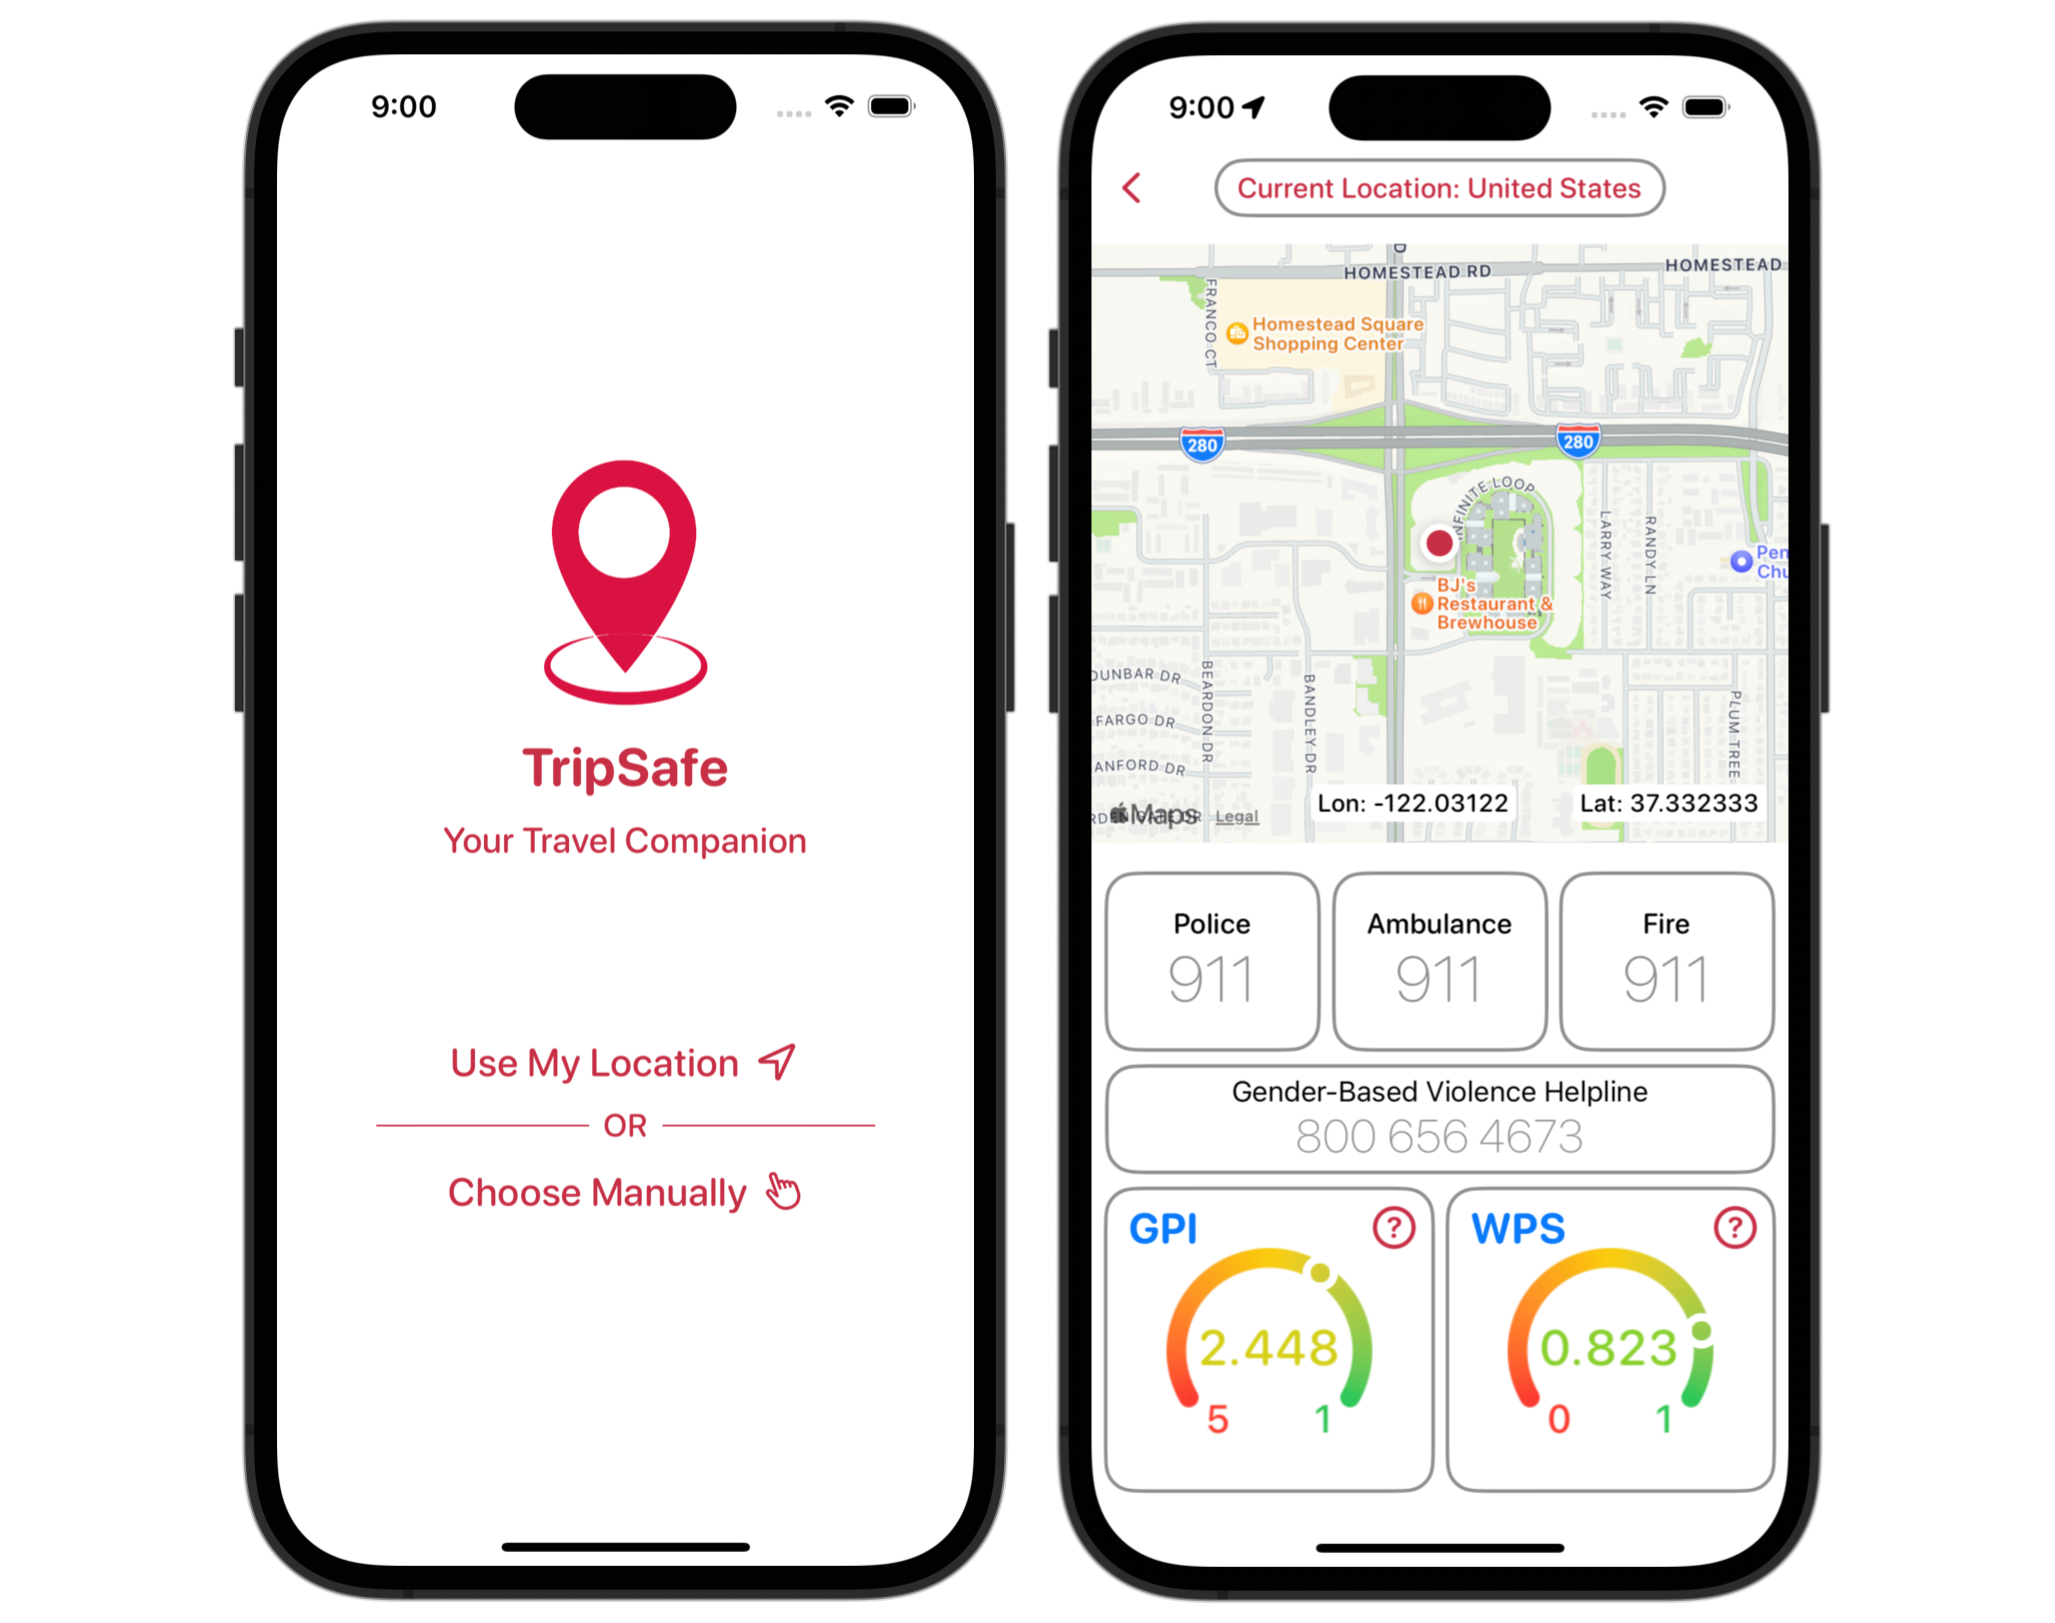 9:00
TripSafe
Your Travel Companion
Use My Location
OR
Choose Manually
9:00
Current Location: United States
D
HOMESTEAD RD
HOMESTEAD
FRANCO CT
Homestead Square
Shopping Center
280
280
INFINITE LOOP
LARRY WAY
RANDY LN
Pen
Chu
BJ's
Restaurant &
Brewhouse
DUNBAR DR
BEARDON DR
BANDLEY DR
PLUM TREE
FARGO DR
ANFORD DR
Lon: -122.03122
Lat: 37.332333
Maps
Legal
Police
911
Ambulance
911
Fire
911
Gender-Based Violence Helpline
800 656 4673
GPI
?
2.448
5
1
WPS
?
0.823
0
1